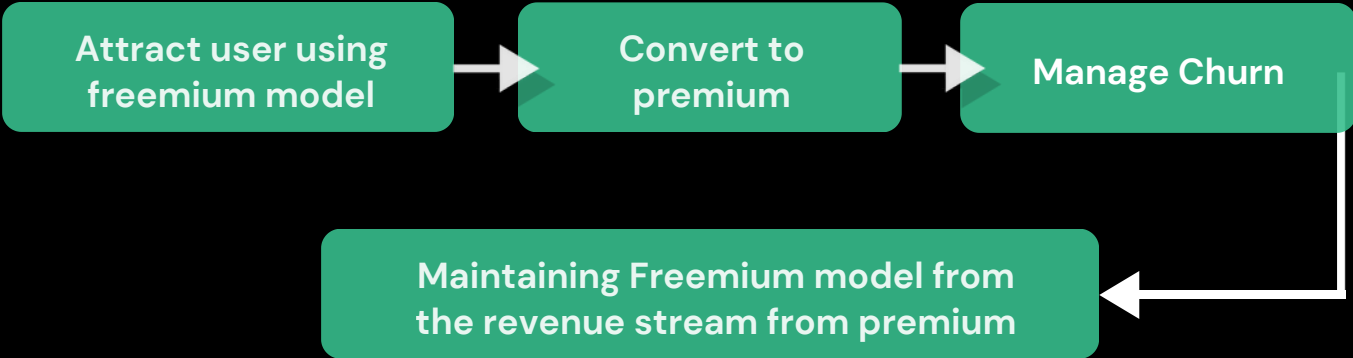 Attract user using
freemium model
Convert to
premium
Manage Churn
Maintaining Freemium model from
the revenue stream from premium